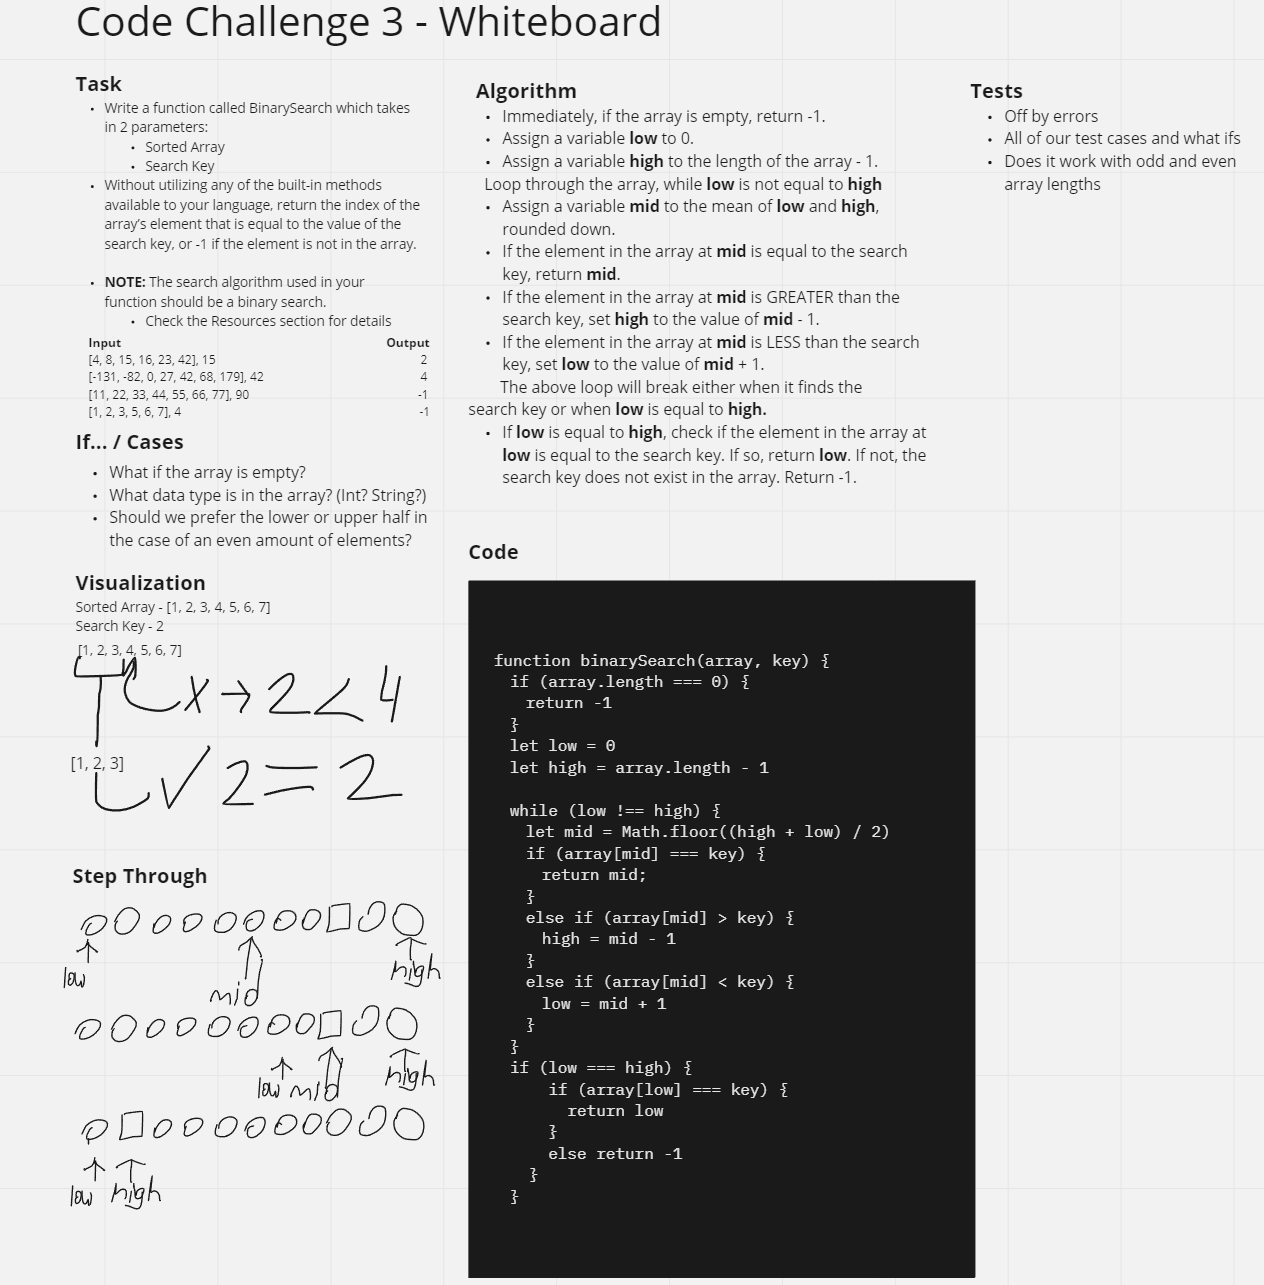 Code Challenge 3 - Whiteboard
Task
• Write a function called BinarySearch which takes
in 2 parameters:
• Sorted Array
• Search Key
• Without utilizing any of the built-in methods
available to your language, return the index of the
array's element that is equal to the value of the
search key, or -1 if the element is not in the array.
• NOTE: The search algorithm used in your
function should be a binary search.
• Check the Resources section for details
Input Output
[4, 8, 15, 16, 23, 42], 15 2
[-131, -82, 0, 27, 42, 68, 179], 42 4
[11, 22, 33, 44, 55, 66, 77], 90 -1
[1, 2, 3, 5, 6, 7], 4 -1
If... / Cases
• What if the array is empty?
• What data type is in the array? (Int? String?)
• Should we prefer the lower or upper half in
the case of an even amount of elements?
Visualization
Sorted Array - [1, 2, 3, 4, 5, 6, 7]
Search Key - 2
[1, 2, 3, 4, 5, 6, 7]
x → 2 < 4
[1, 2, 3]
✓ 2 = 2
Step Through
low mid high
low mid high
low high
Algorithm
• Immediately, if the array is empty, return -1.
• Assign a variable low to 0.
• Assign a variable high to the length of the array - 1.
Loop through the array, while low is not equal to high
• Assign a variable mid to the mean of low and high,
rounded down.
• If the element in the array at mid is equal to the search
key, return mid.
• If the element in the array at mid is GREATER than the
search key, set high to the value of mid - 1.
• If the element in the array at mid is LESS than the search
key, set low to the value of mid + 1.
The above loop will break either when it finds the
search key or when low is equal to high.
• If low is equal to high, check if the element in the array at
low is equal to the search key. If so, return low. If not, the
search key does not exist in the array. Return -1.
Code
function binarySearch(array, key) {
if (array.length === 0) {
return -1
}
let low = 0
let high = array.length - 1
while (low !== high) {
let mid = Math.floor((high + low) / 2)
if (array[mid] === key) {
return mid;
}
else if (array[mid] > key) {
high = mid - 1
}
else if (array[mid] < key) {
low = mid + 1
}
}
if (low === high) {
if (array[low] === key) {
return low
}
else return -1
}
}
Tests
• Off by errors
• All of our test cases and what ifs
• Does it work with odd and even
array lengths